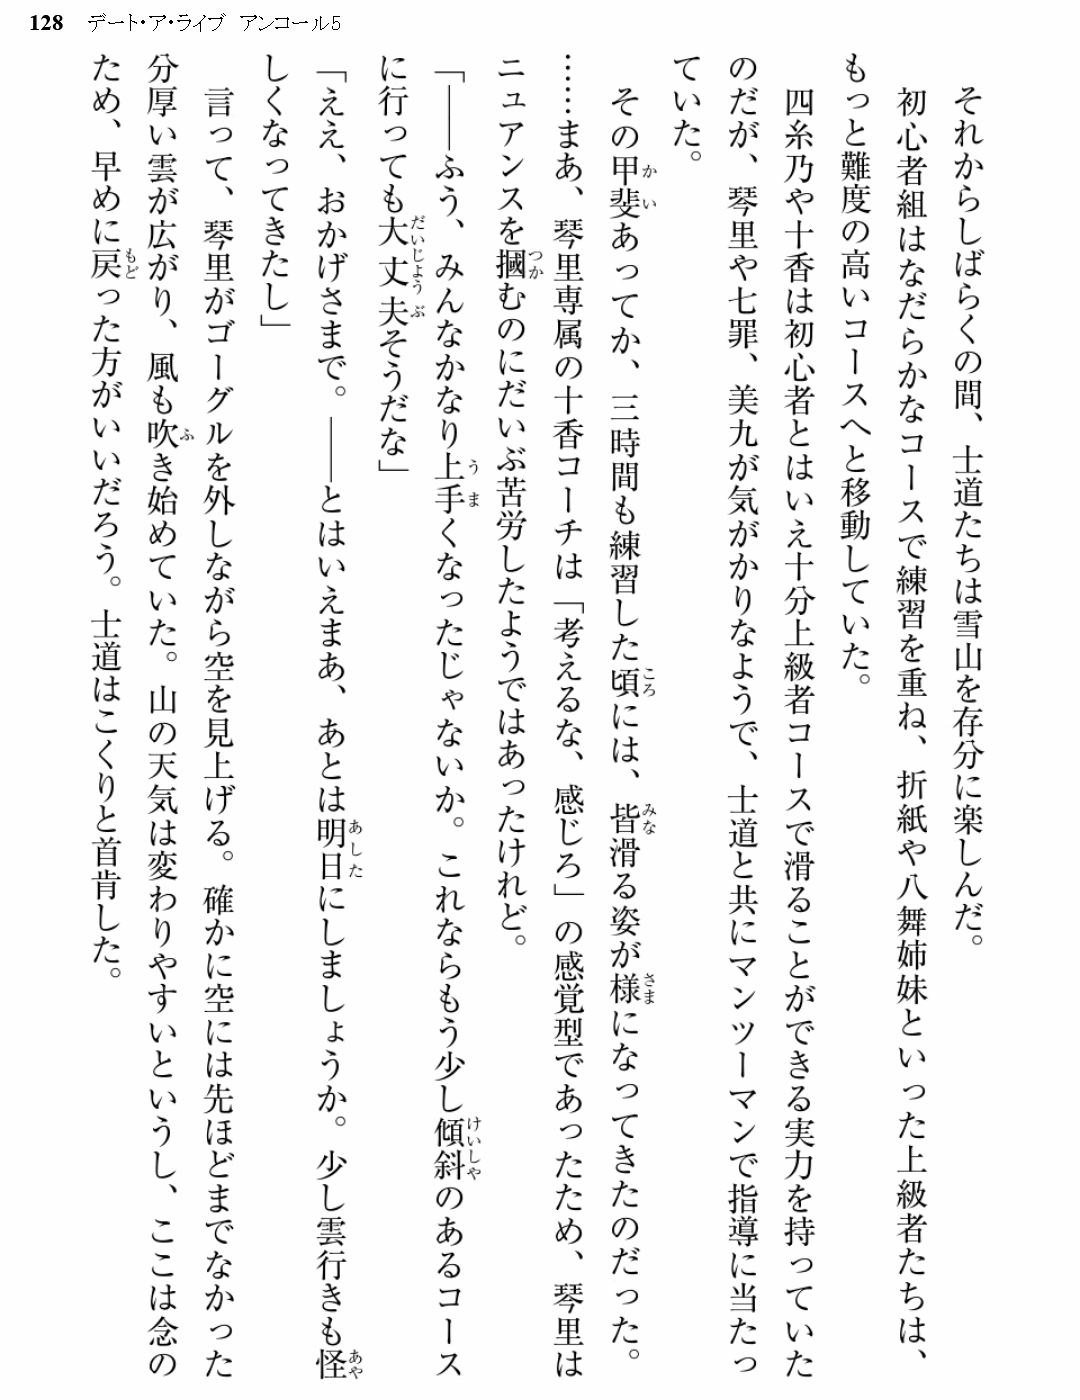 128 デート・ア・ライブ アンコール5
それからしばらくの間、士道たちは雪山を存分に楽しんだ。
初心者組はなだらかなコースで練習を重ね、折紙や八舞姉妹といった上級者たちは、
もっと難度の高いコースへと移動していた。
四糸乃や十香は初心者とはいえ十分上級者コースで滑ることができる実力を持っていた
のだが、琴里や七罪、美九が気がかりなようで、士道と共にマンツーマンで指導に当たっ
ていた。
その甲斐あってか、三時間も練習した頃には、皆滑る姿が様になってきたのだった。
……まあ、琴里専属の十香コーチは「考えるな、感じろ」の感覚型であったため、琴里は
ニュアンスを摑むのにだいぶ苦労したようではあったけれど。
「――ふう、みんなかなり上手くなったじゃないか。これならもう少し傾斜のあるコース
に行っても大丈夫そうだな」
「ええ、おかげさまで。――とはいえまあ、あとは明日にしましょうか。少し雲行きも怪
しくなってきたし」
言って、琴里がゴーグルを外しながら空を見上げる。確かに空には先ほどまでなかった
分厚い雲が広がり、風も吹き始めていた。山の天気は変わりやすいというし、ここは念の
ため、早めに戻った方がいいだろう。士道はこくりと首肯した。